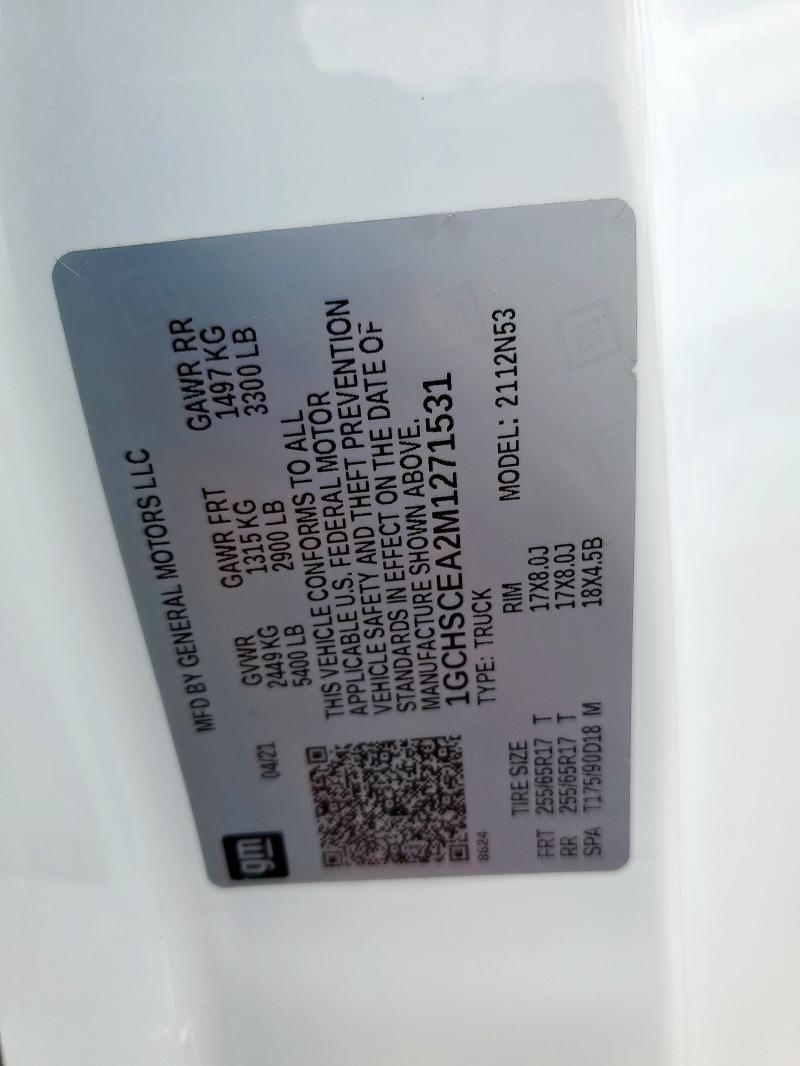 gm
04/21 MFD BY GENERAL MOTORS LLC
GVWR GAWR FRT GAWR RR
2449 KG 1315 KG 1497 KG
5400 LB 2900 LB 3300 LB
THIS VEHICLE CONFORMS TO ALL
APPLICABLE U.S. FEDERAL MOTOR
VEHICLE SAFETY AND THEFT PREVENTION
STANDARDS IN EFFECT ON THE DATE OF
MANUFACTURE SHOWN ABOVE.
1GCHSCEA2M1271531
8624 TYPE: TRUCK MODEL: 2112N53
TIRE SIZE RIM
FRT 255/65R17 T 17X8.0J
RR 255/65R17 T 17X8.0J
SPA T175/90D18 M 18X4.5B